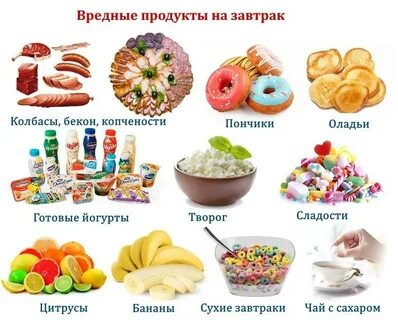 Вредные продукты на завтрак
Колбасы, бекон, копчености
Пончики
Оладьи
Готовые йогурты
Творог
Сладости
Цитрусы
Бананы
Сухие завтраки
Чай с сахаром